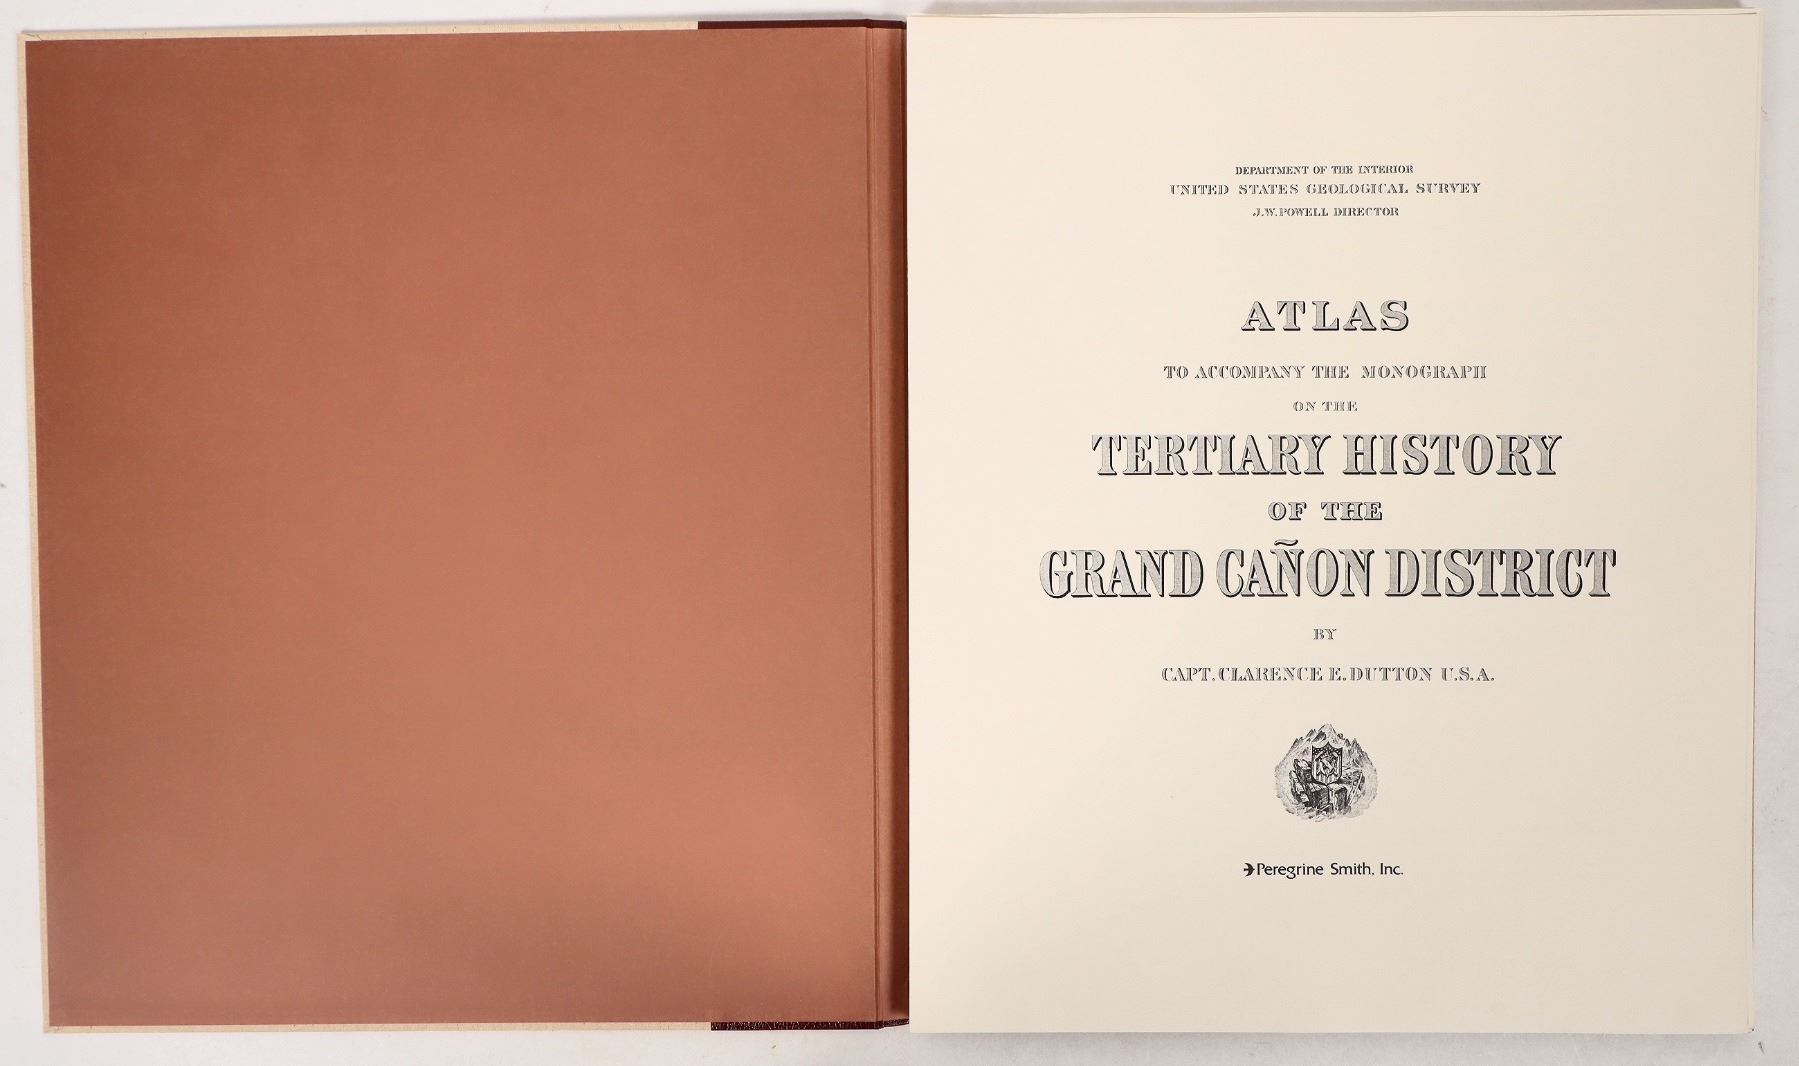 DEPARTMENT OF THE INTERIOR
UNITED STATES GEOLOGICAL SURVEY
J.W. POWELL DIRECTOR
ATLAS
TO ACCOMPANY THE MONOGRAPH
ON THE
TERTIARY HISTORY
OF THE
GRAND CAÑON DISTRICT
BY
CAPT. CLARENCE E. DUTTON U.S.A.
Peregrine Smith, Inc.